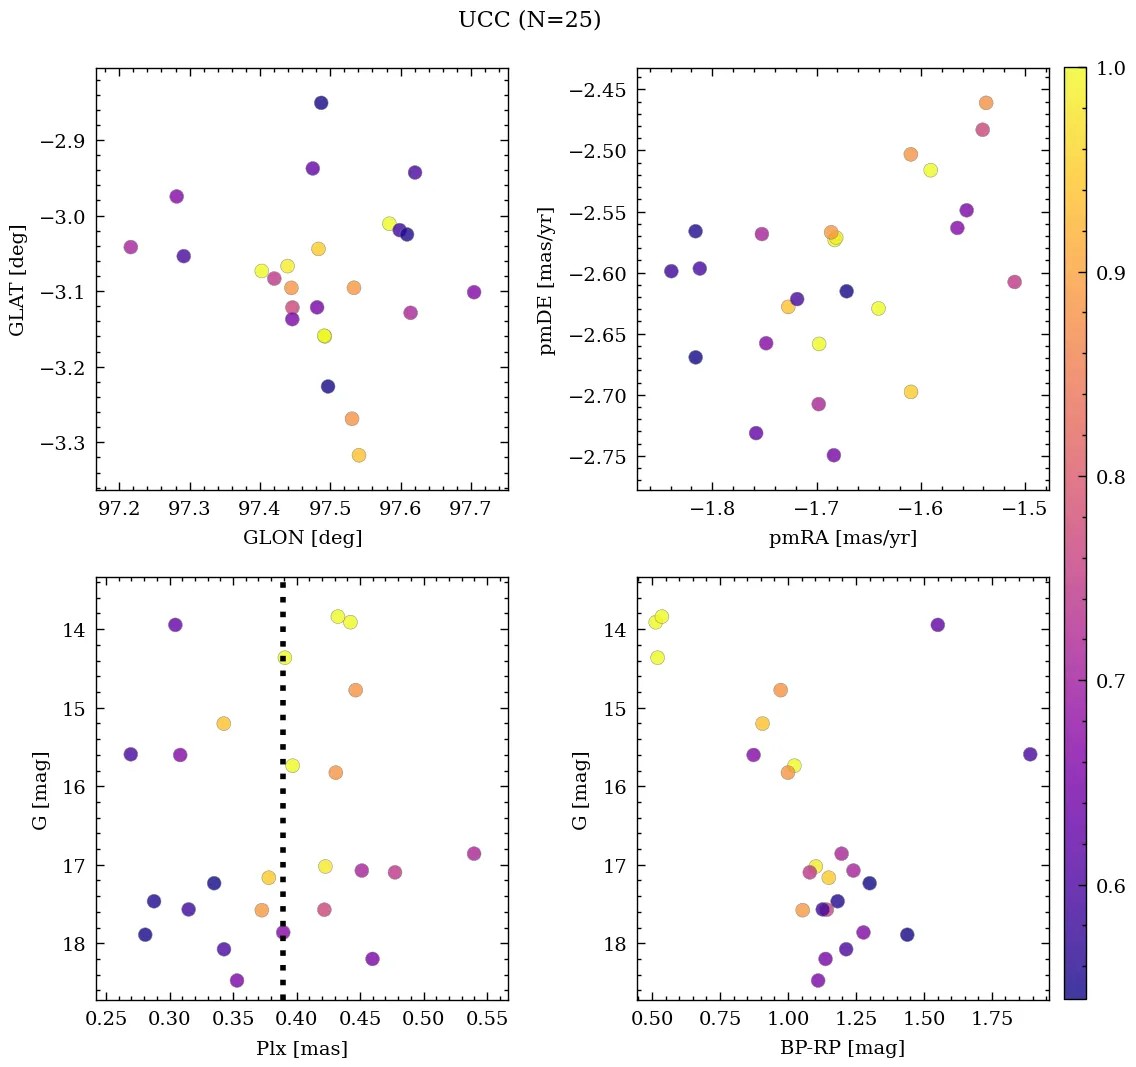 UCC (N=25)
−2.9
−3.0
−3.1
−3.2
−3.3
GLAT [deg]
97.2 97.3 97.4 97.5 97.6 97.7
GLON [deg]
−2.45
−2.50
−2.55
−2.60
−2.65
−2.70
−2.75
pmDE [mas/yr]
−1.8 −1.7 −1.6 −1.5
pmRA [mas/yr]
14
15
16
17
18
G [mag]
0.25 0.30 0.35 0.40 0.45 0.50 0.55
Plx [mas]
14
15
16
17
18
G [mag]
0.50 0.75 1.00 1.25 1.50 1.75
BP-RP [mag]
1.0
0.9
0.8
0.7
0.6